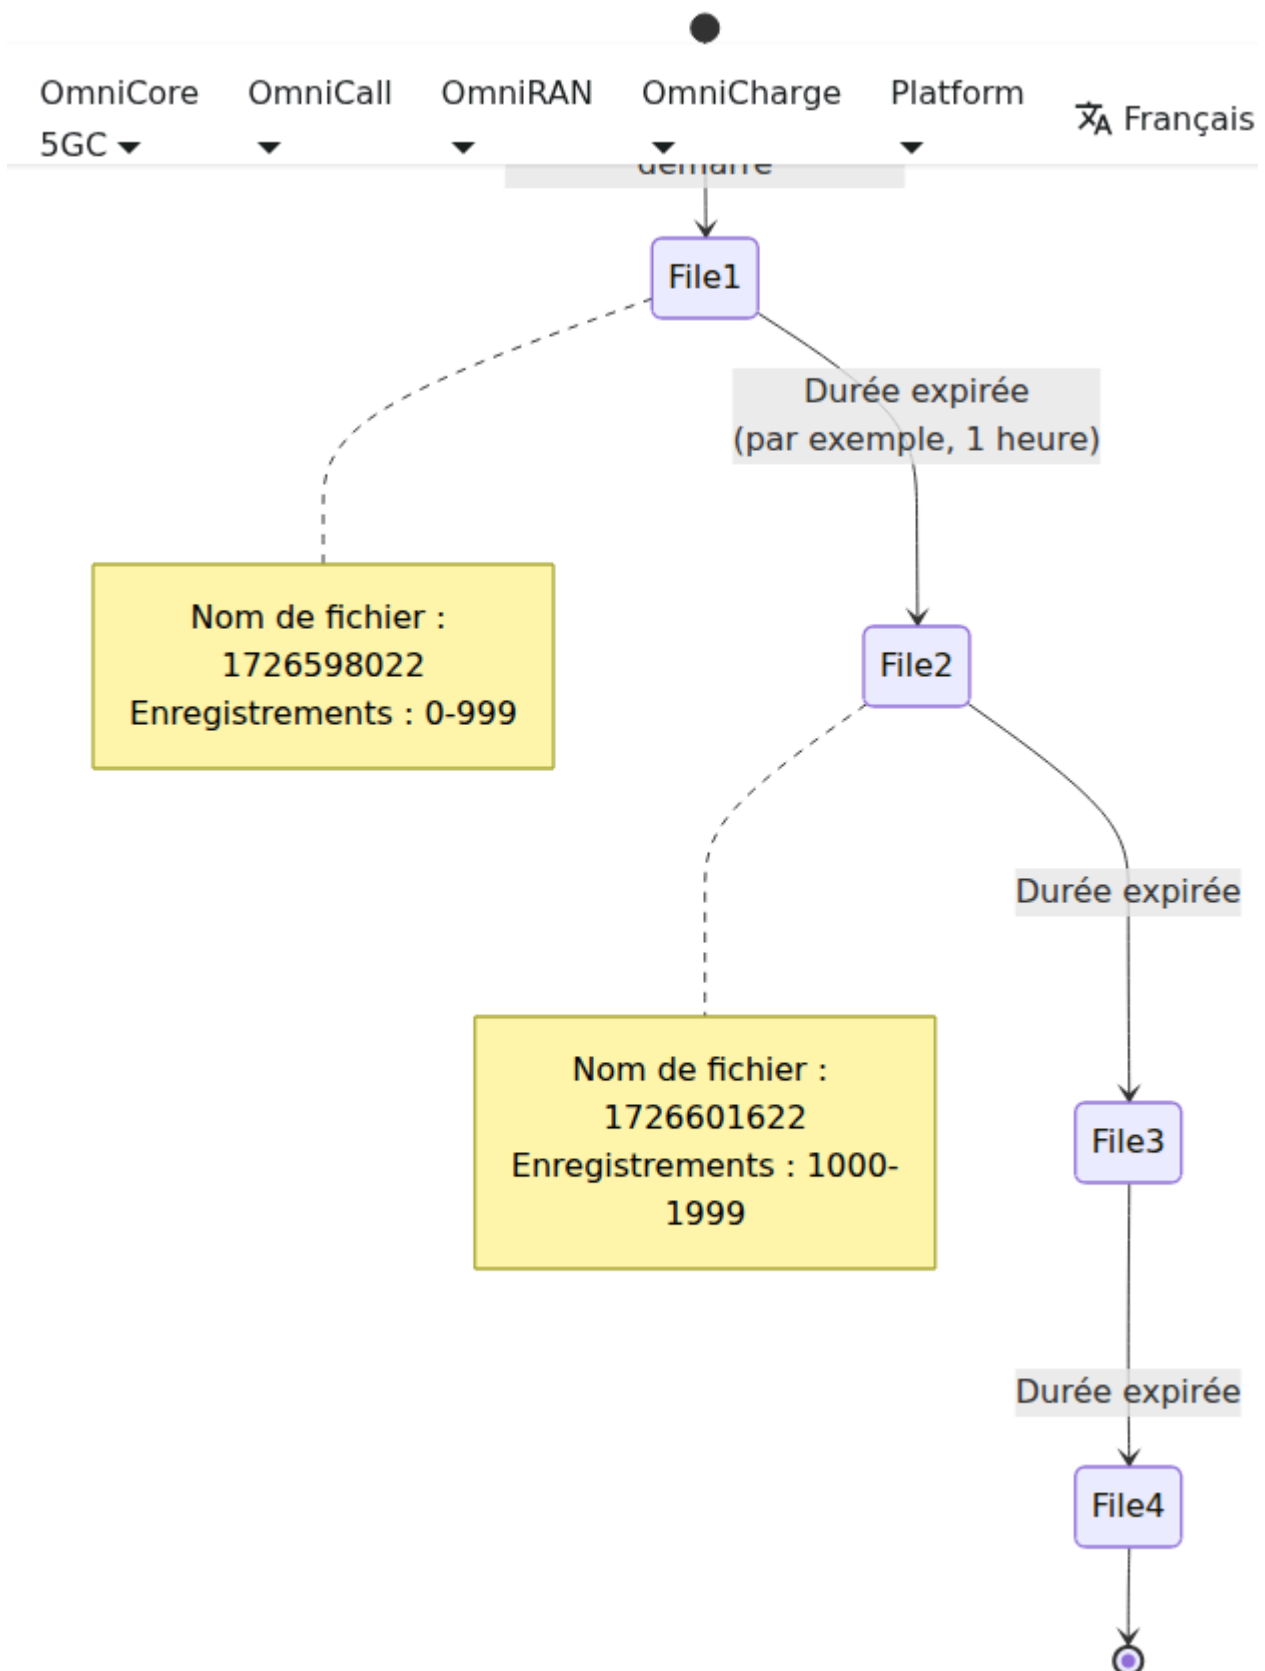 OmniCore
5GC
OmniCall
OmniRAN
OmniCharge
Platform
Français
démarre
File1
Durée expirée
(par exemple, 1 heure)
Nom de fichier :
1726598022
Enregistrements : 0-999
File2
Durée expirée
Nom de fichier :
1726601622
Enregistrements : 1000-
1999
File3
Durée expirée
File4